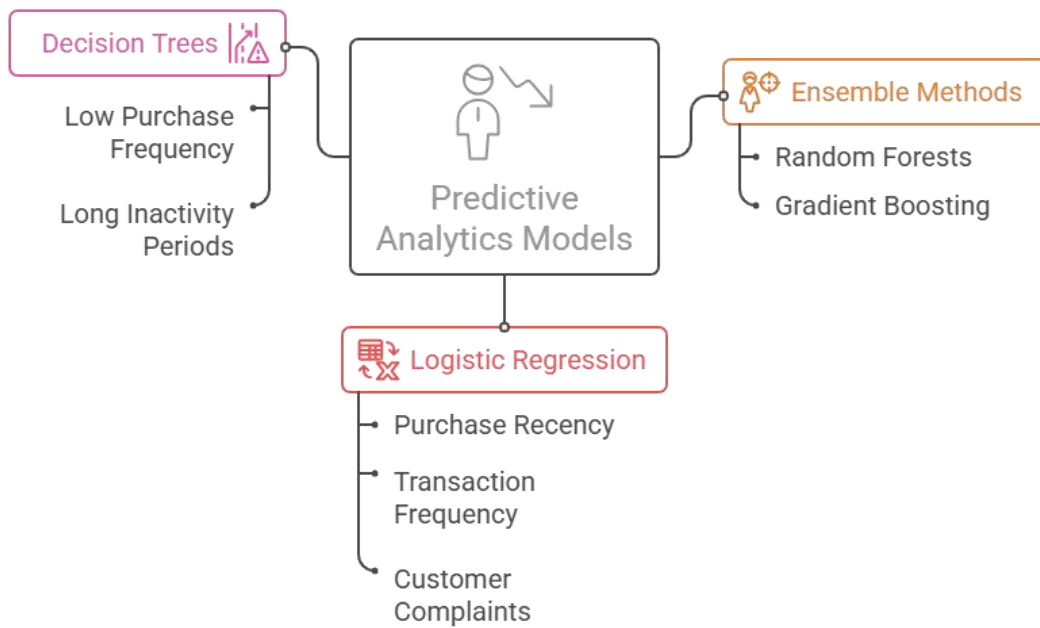 Decision Trees
Low Purchase
Frequency
Long Inactivity
Periods
Predictive
Analytics Models
Ensemble Methods
Random Forests
Gradient Boosting
Logistic Regression
Purchase Recency
Transaction
Frequency
Customer
Complaints